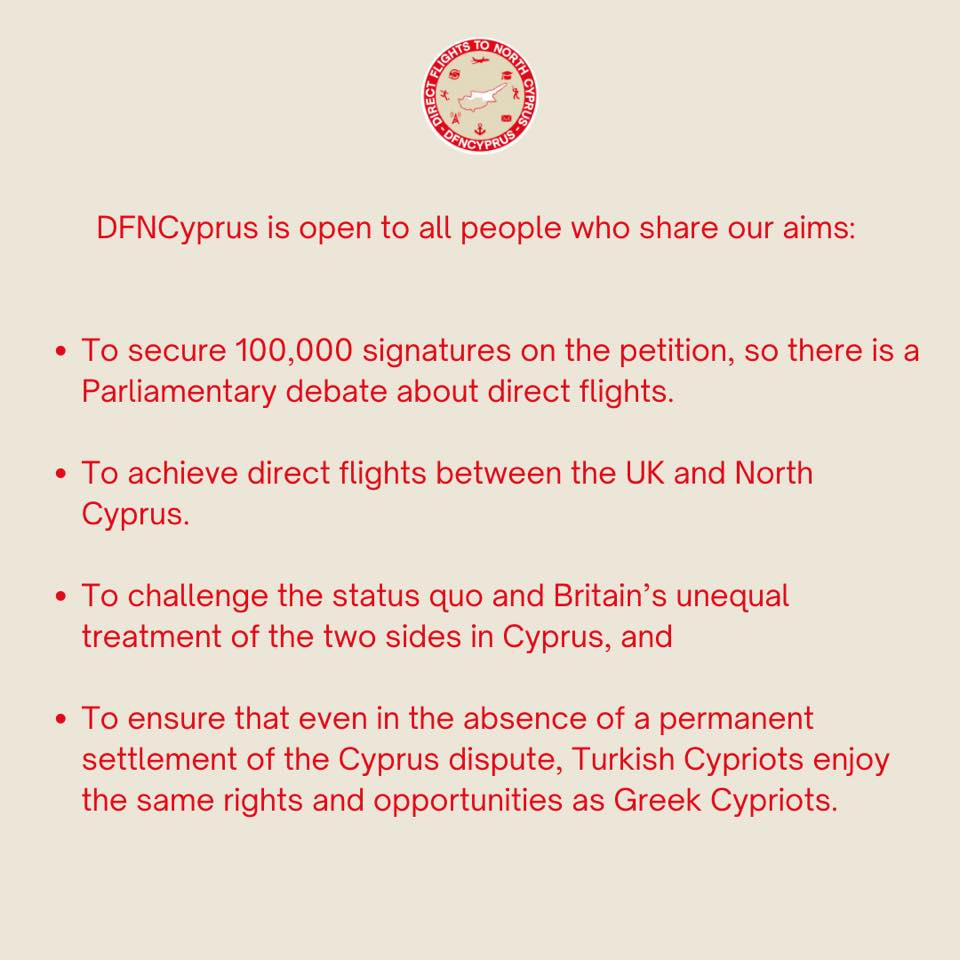 DIRECT FLIGHTS TO NORTH CYPRUS
- DFNCYPRUS -
DFNCyprus is open to all people who share our aims:
• To secure 100,000 signatures on the petition, so there is a
Parliamentary debate about direct flights.
• To achieve direct flights between the UK and North
Cyprus.
• To challenge the status quo and Britain’s unequal
treatment of the two sides in Cyprus, and
• To ensure that even in the absence of a permanent
settlement of the Cyprus dispute, Turkish Cypriots enjoy
the same rights and opportunities as Greek Cypriots.